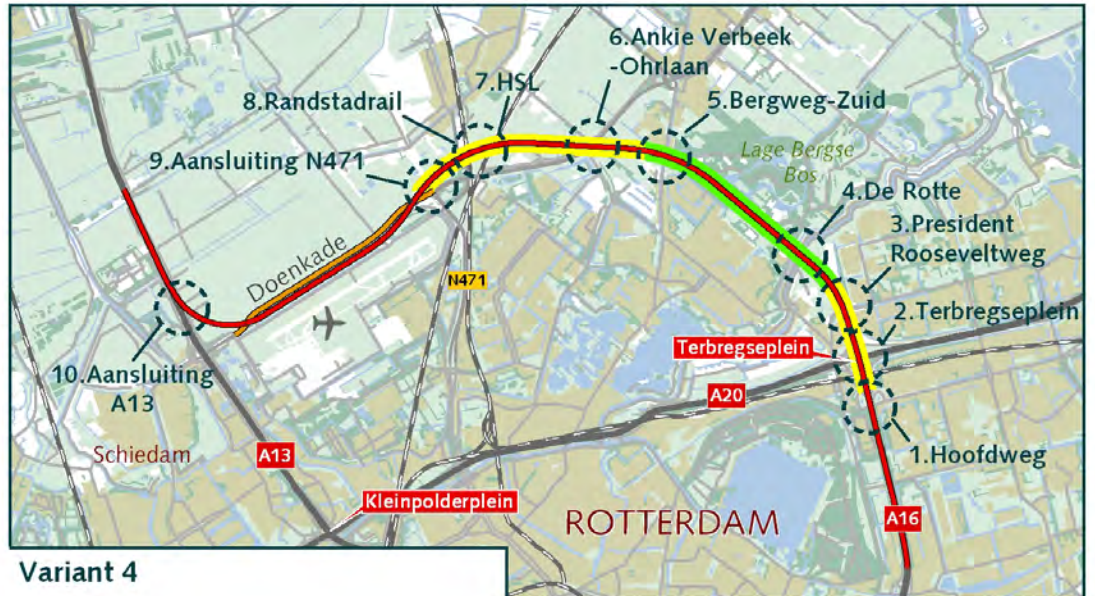 6.Ankie Verbeek
-Ohrlaan
7.HSL
8.Randstadrail
5.Bergweg-Zuid
9.Aansluiting N471
Lage Bergse
Bos
4.De Rotte
3.President
Rooseveltweg
Doenkade
N471
2.Terbregseplein
Terbregseplein
10.Aansluiting
A13
A20
Schiedam
A13
1.Hoofdweg
Kleinpolderplein
ROTTERDAM
A16
Variant 4